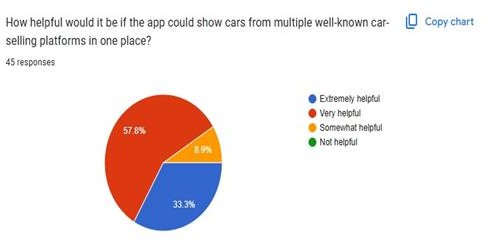 How helpful would it be if the app could show cars from multiple well-known car-
selling platforms in one place?
Copy chart
45 responses
57.8%
8.9%
33.3%
Extremely helpful
Very helpful
Somewhat helpful
Not helpful